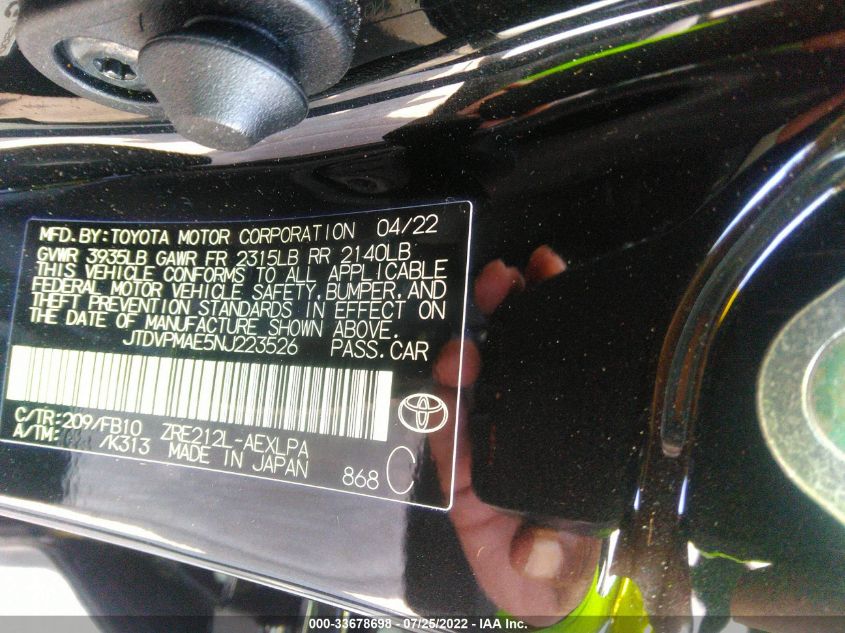 MFD.BY:TOYOTA MOTOR CORPORATION 04/22
GVWR 3935LB GAWR FR 2315LB RR 2140LB
THIS VEHICLE CONFORMS TO ALL APPLICABLE
FEDERAL MOTOR VEHICLE SAFETY,BUMPER,AND
THEFT PREVENTION STANDARDS IN EFFECT ON
THE DATE OF MANUFACTURE SHOWN ABOVE.
JTDVPMAE5NJ223526 PASS.CAR
C/TR:209/FB10 ZRE212L-AEXLPA
A/TM: /K313 MADE IN JAPAN 868 C
000-33678698 - 07/25/2022 - IAA Inc.